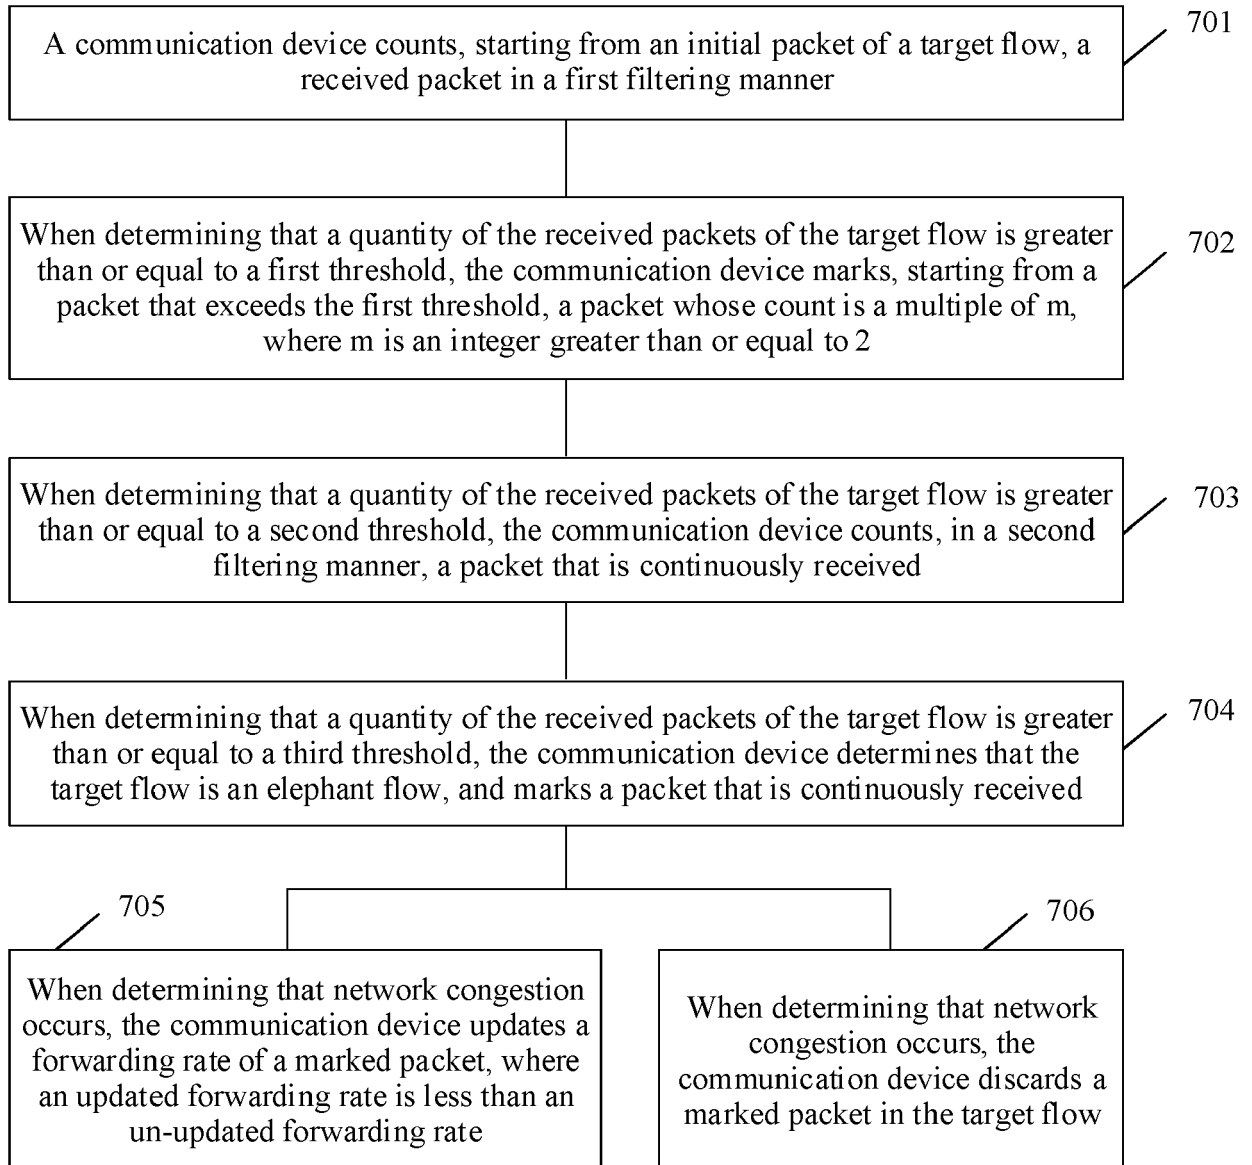 A communication device counts, starting from an initial packet of a target flow, a
received packet in a first filtering manner
701
When determining that a quantity of the received packets of the target flow is greater
than or equal to a first threshold, the communication device marks, starting from a
packet that exceeds the first threshold, a packet whose count is a multiple of m,
where m is an integer greater than or equal to 2
702
When determining that a quantity of the received packets of the target flow is greater
than or equal to a second threshold, the communication device counts, in a second
filtering manner, a packet that is continuously received
703
When determining that a quantity of the received packets of the target flow is greater
than or equal to a third threshold, the communication device determines that the
target flow is an elephant flow, and marks a packet that is continuously received
704
705
When determining that network congestion
occurs, the communication device updates a
forwarding rate of a marked packet, where
an updated forwarding rate is less than an
un-updated forwarding rate
706
When determining that network
congestion occurs, the
communication device discards a
marked packet in the target flow